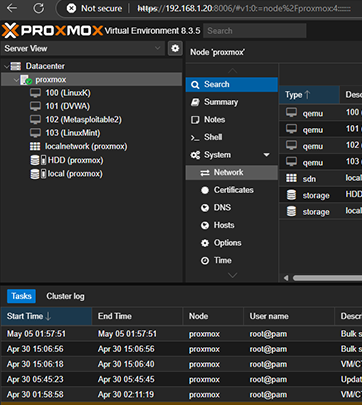 Not secure https://192.168.1.20:8006/#v1:0:=node%2Fproxmox:4::::::
PROXMOX Virtual Environment 8.3.5 Search
Server View
Node 'proxmox'
Datacenter
proxmox
100 (LinuxK)
101 (DVWA)
102 (Metasploitable2)
103 (LinuxMint)
localnetwork (proxmox)
HDD (proxmox)
local (proxmox)
Search
Summary
Notes
>_ Shell
System
Network
Certificates
DNS
Hosts
Options
Time
Type ↑ Des
qemu 100
qemu 101
qemu 102
qemu 103
sdn local
storage HDD
storage local
Tasks Cluster log
Start Time ↓ End Time Node User name Descri
May 05 01:57:51 May 05 01:57:51 proxmox root@pam Bulk s
Apr 30 15:06:56 Apr 30 15:06:56 proxmox root@pam Bulk s
Apr 30 15:06:18 Apr 30 15:06:40 proxmox root@pam VM/CT
Apr 30 05:45:23 Apr 30 05:45:45 proxmox root@pam Updat
Apr 30 01:58:58 Apr 30 02:11:19 proxmox root@pam VM/CT